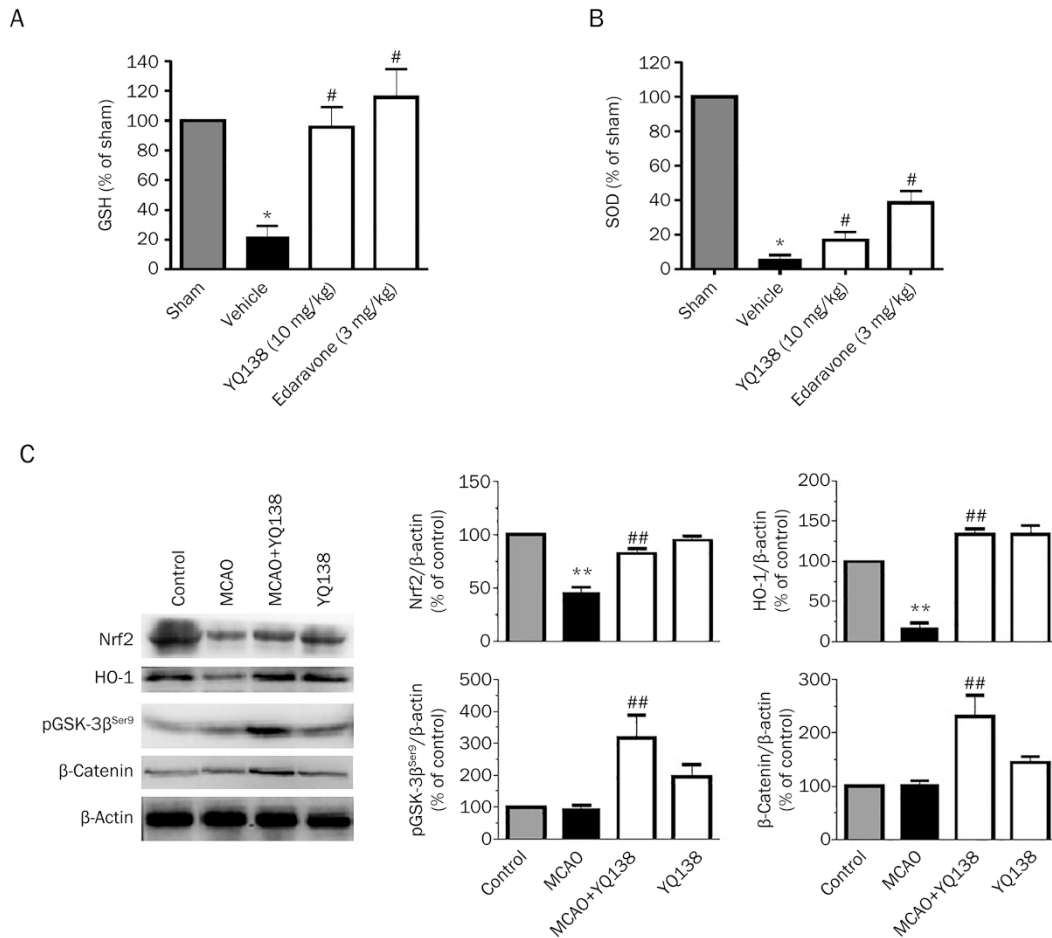 A
GSH (% of sham)
140
120
100
80
60
40
20
0
*
#
#
Sham
Vehicle
YQ138 (10 mg/kg)
Edaravone (3 mg/kg)
B
SOD (% of sham)
120
100
80
60
40
20
0
*
#
#
Sham
Vehicle
YQ138 (10 mg/kg)
Edaravone (3 mg/kg)
C
Control
MCAO
MCAO+YQ138
YQ138
Nrf2
HO-1
pGSK-3βSer9
β-Catenin
β-Actin
Nrf2/β-actin
(% of control)
150
100
50
0
**
##
HO-1/β-actin
(% of control)
200
150
100
50
0
**
##
pGSK-3βSer9/β-actin
(% of control)
500
400
300
200
100
0
##
Control
MCAO
MCAO+YQ138
YQ138
β-Catenin/β-actin
(% of control)
300
200
100
0
##
Control
MCAO
MCAO+YQ138
YQ138